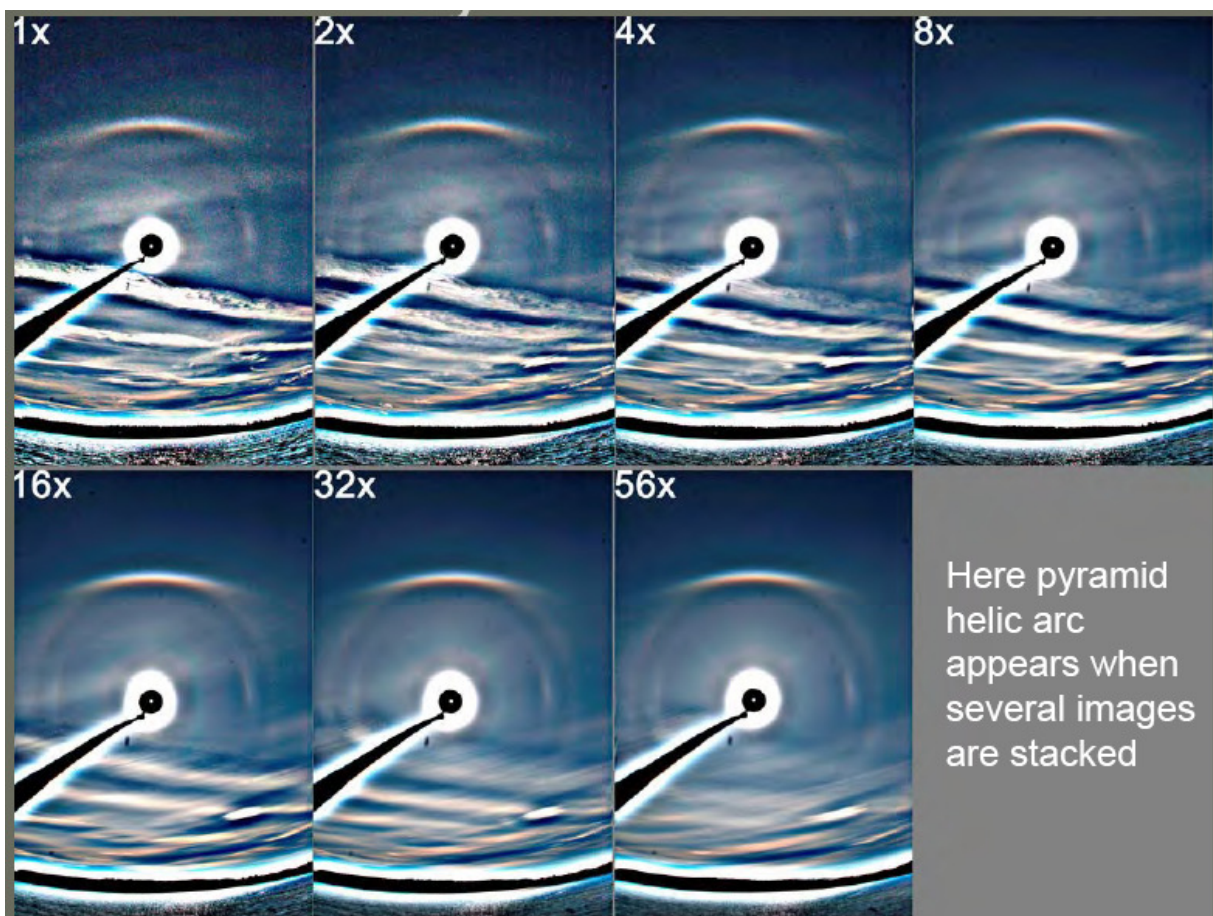 1x
2x
4x
8x
16x
32x
56x
Here pyramid
helic arc
appears when
several images
are stacked